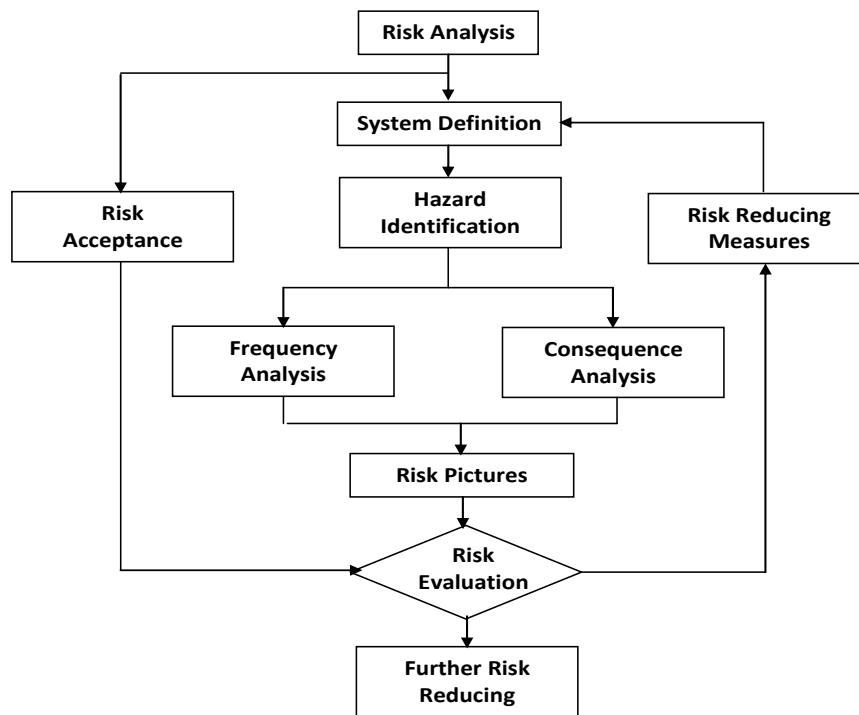 Risk Analysis
System Definition
Hazard
Identification
Risk
Acceptance
Risk Reducing
Measures
Frequency
Analysis
Consequence
Analysis
Risk Pictures
Risk
Evaluation
Further Risk
Reducing